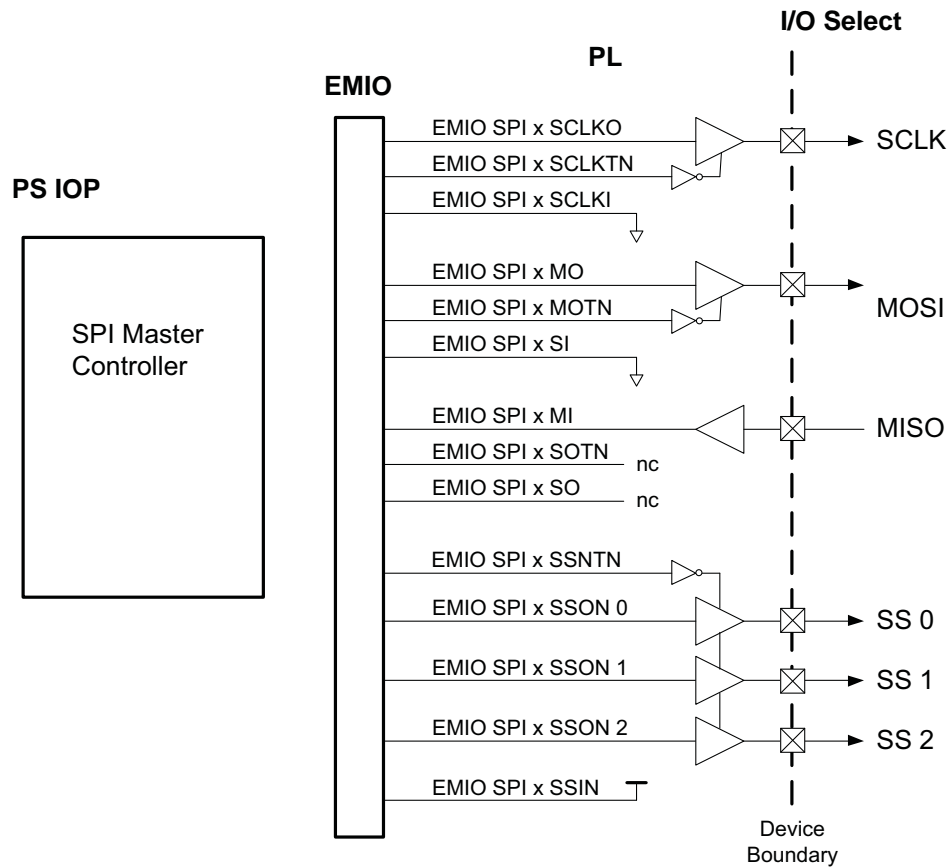 I/O Select
PL
EMIO
EMIO SPI x SCLKO
SCLK
EMIO SPI x SCLKTN
PS IOP
EMIO SPI x SCLKI
EMIO SPI x MO
MOSI
EMIO SPI x MOTN
SPI Master
Controller
EMIO SPI x SI
EMIO SPI x MI
MISO
EMIO SPI x SOTN
nc
EMIO SPI x SO
nc
EMIO SPI x SSNTN
EMIO SPI x SSON 0
SS 0
EMIO SPI x SSON 1
SS 1
EMIO SPI x SSON 2
SS 2
EMIO SPI x SSIN
Device
Boundary